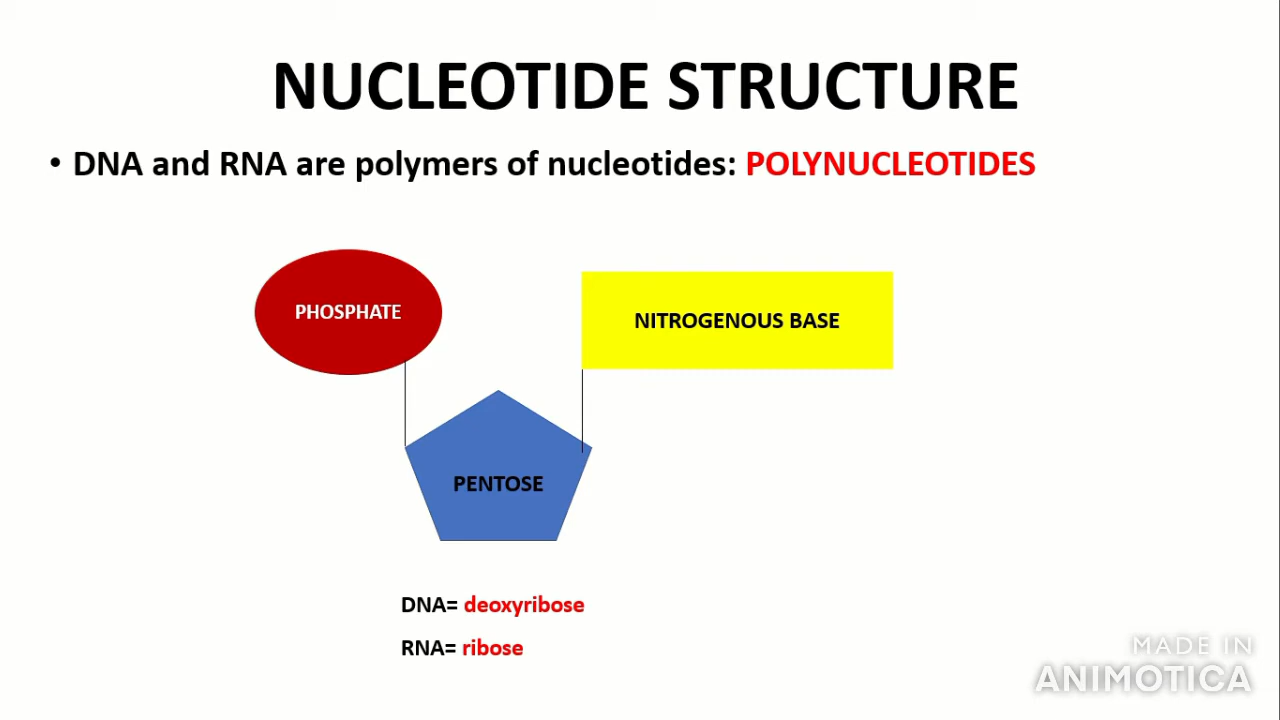 NUCLEOTIDE STRUCTURE
• DNA and RNA are polymers of nucleotides: POLYNUCLEOTIDES
PHOSPHATE
NITROGENOUS BASE
PENTOSE
DNA= deoxyribose
RNA= ribose
MADE IN
ANIMOTICA